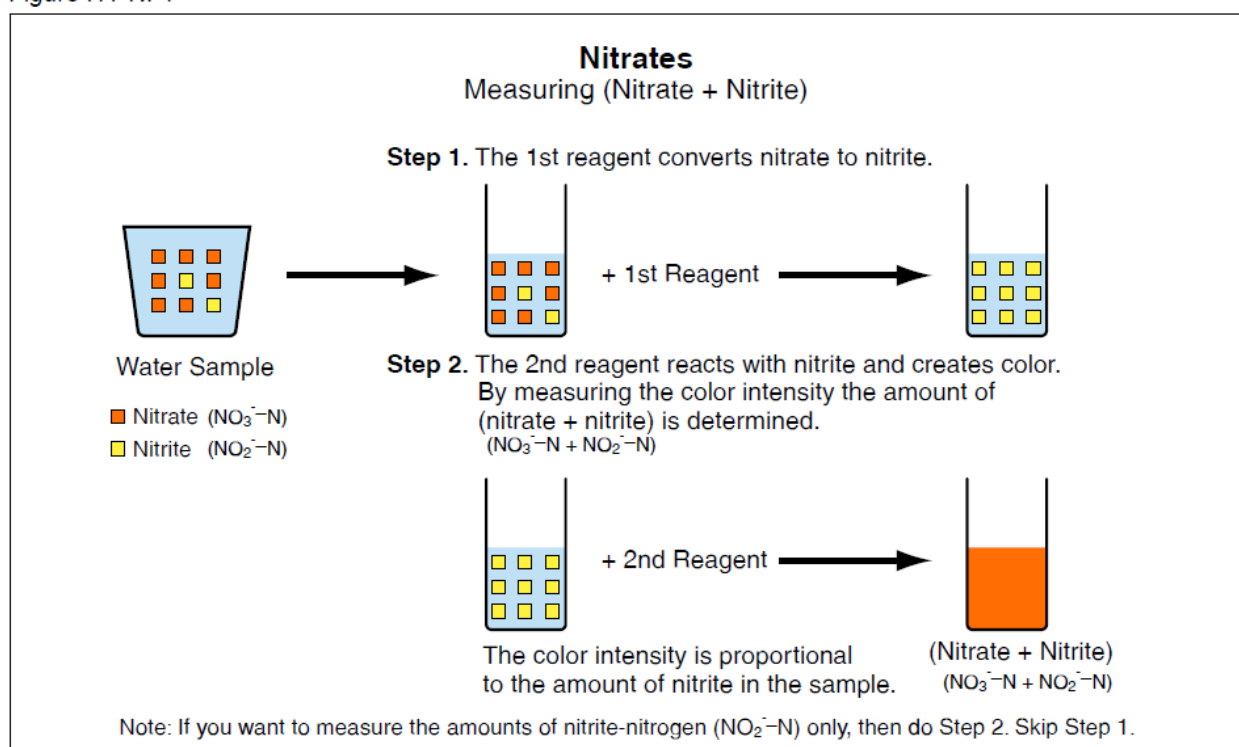 Nitrates
Measuring (Nitrate + Nitrite)
Step 1. The 1st reagent converts nitrate to nitrite.
+ 1st Reagent
Water Sample
Nitrate (NO₃⁻–N)
Nitrite (NO₂⁻–N)
Step 2. The 2nd reagent reacts with nitrite and creates color.
By measuring the color intensity the amount of
(nitrate + nitrite) is determined.
(NO₃⁻–N + NO₂⁻–N)
+ 2nd Reagent
The color intensity is proportional
to the amount of nitrite in the sample.
(Nitrate + Nitrite)
(NO₃⁻–N + NO₂⁻–N)
Note: If you want to measure the amounts of nitrite-nitrogen (NO₂⁻–N) only, then do Step 2. Skip Step 1.